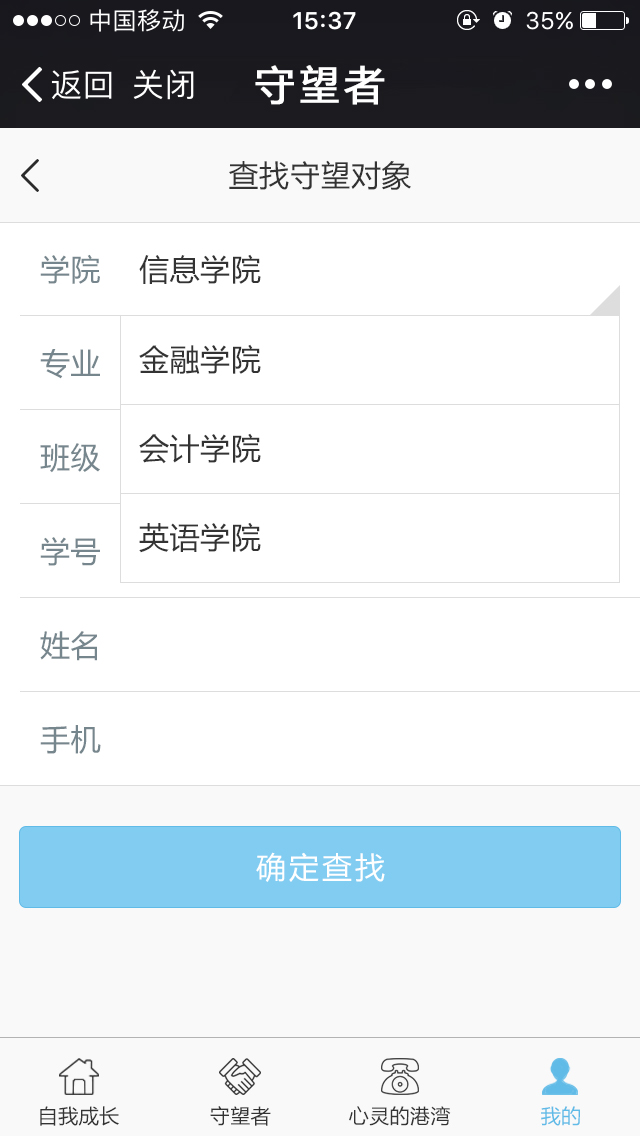 中国移动 15:37 35%
返回 关闭 守望者
查找守望对象
学院 信息学院
专业 金融学院
班级 会计学院
学号 英语学院
姓名
手机
确定查找
自我成长 守望者 心灵的港湾 我的